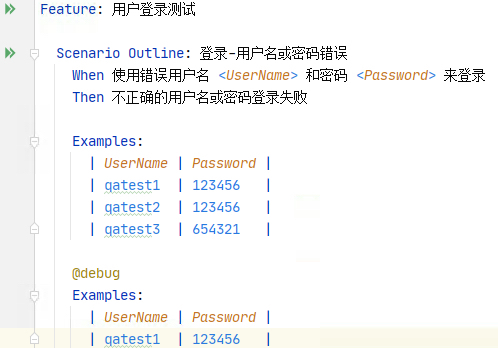 Feature: 用户登录测试
Scenario Outline: 登录-用户名或密码错误
When 使用错误用户名 <UserName> 和密码 <Password> 来登录
Then 不正确的用户名或密码登录失败
Examples:
| UserName | Password |
| qatest1 | 123456 |
| qatest2 | 123456 |
| qatest3 | 654321 |
@debug
Examples:
| UserName | Password |
| qatest1 | 123456 |